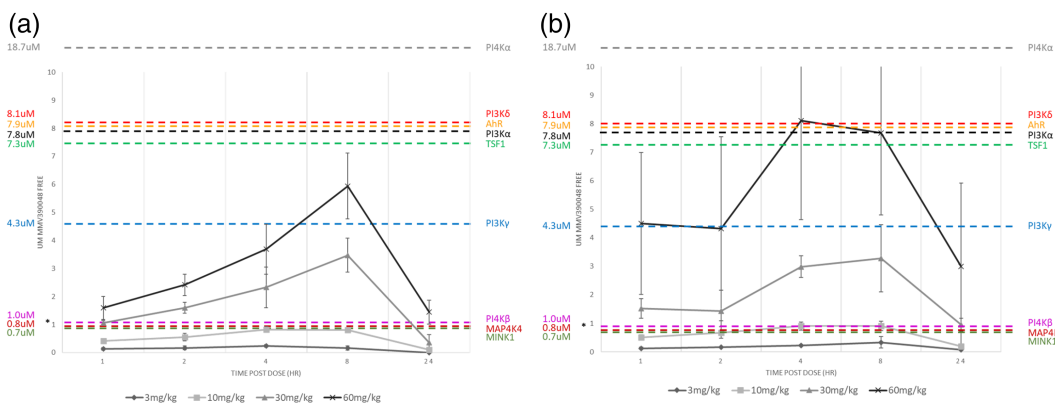 (a)
18.7uM
PI4Kα
10
9
8.1uM
PI3Kδ
7.9uM
AhR
8
7.8uM
PI3Kα
7.3uM
TSF1
7
6
5
4.3uM
PI3Kγ
4
3
2
1.0uM
PI4Kβ
*
1
0.8uM
MAP4K4
0.7uM
MINK1
0
UM MMV390048 FREE
1
2
4
8
24
TIME POST DOSE (HR)
3mg/kg
10mg/kg
30mg/kg
60mg/kg
(b)
18.7uM
PI4Kα
10
9
8.1uM
PI3Kδ
7.9uM
AhR
8
7.8uM
PI3Kα
7.3uM
TSF1
7
6
5
4.3uM
PI3Kγ
4
3
2
1.0uM
PI4Kβ
*
1
0.8uM
MAP4K
0.7uM
MINK1
0
UM MMV390048 FREE
1
2
4
8
24
TIME POST DOSE (HR)
3mg/kg
10mg/kg
30mg/kg
60mg/kg